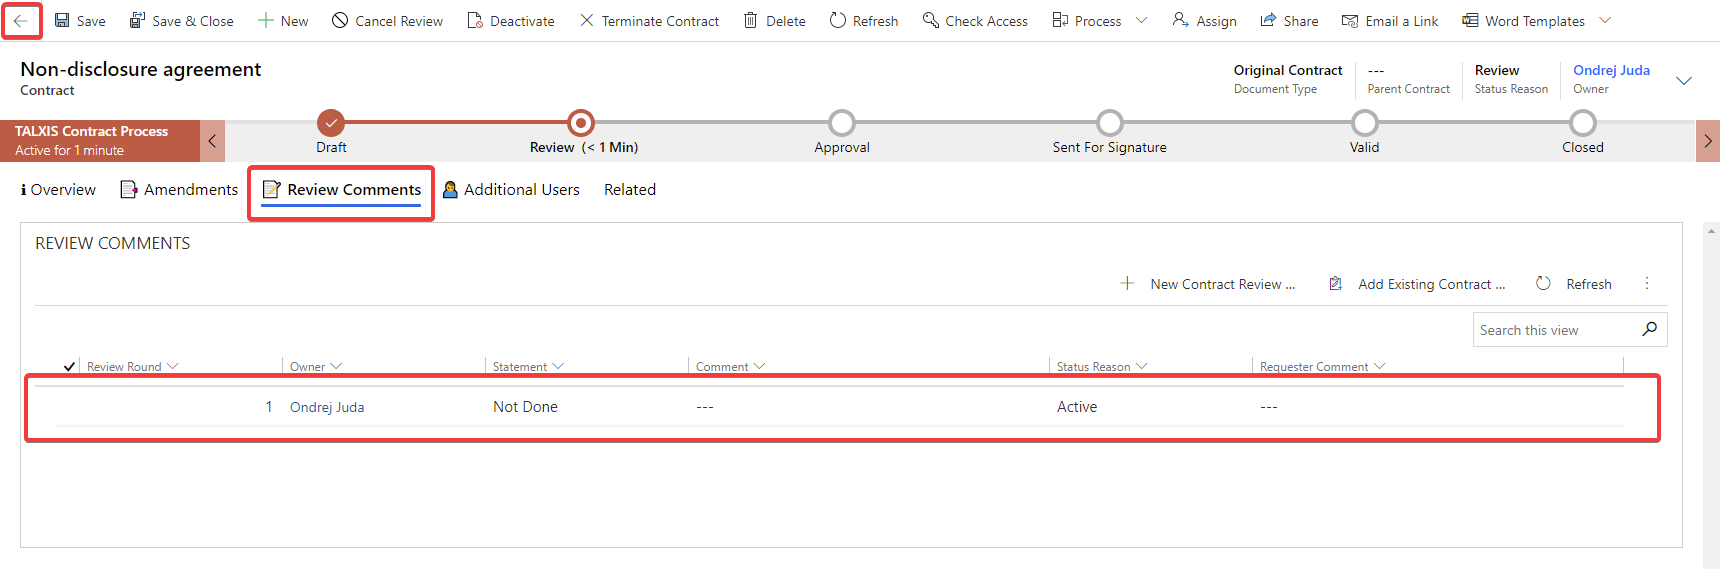 Save Save & Close New Cancel Review Deactivate Terminate Contract Delete Refresh Check Access Process Assign Share Email a Link Word Templates
Non-disclosure agreement
Contract
Original Contract
Document Type
---
Parent Contract
Review
Status Reason
Ondrej Juda
Owner
TALXIS Contract Process
Active for 1 minute
Draft Review (< 1 Min) Approval Sent For Signature Valid Closed
Overview Amendments Review Comments Additional Users Related
REVIEW COMMENTS
New Contract Review ... Add Existing Contract ... Refresh
Search this view
Review Round Owner Statement Comment Status Reason Requester Comment
1 Ondrej Juda Not Done --- Active ---